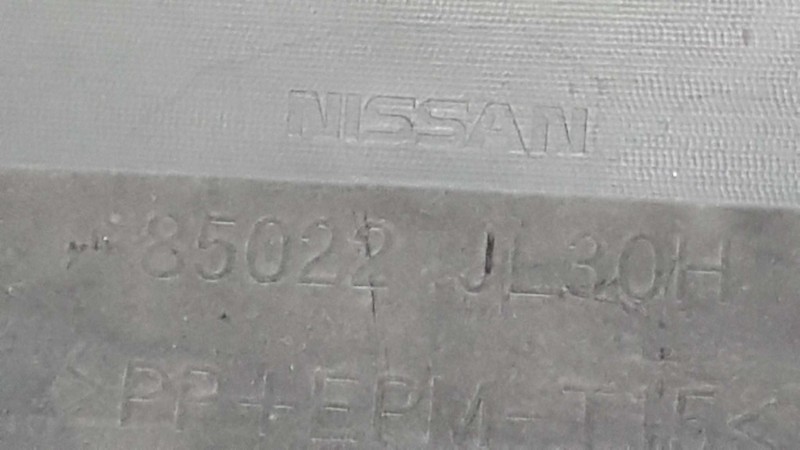 NISSAN
85022 JL30H
>PP+EPM-T15<